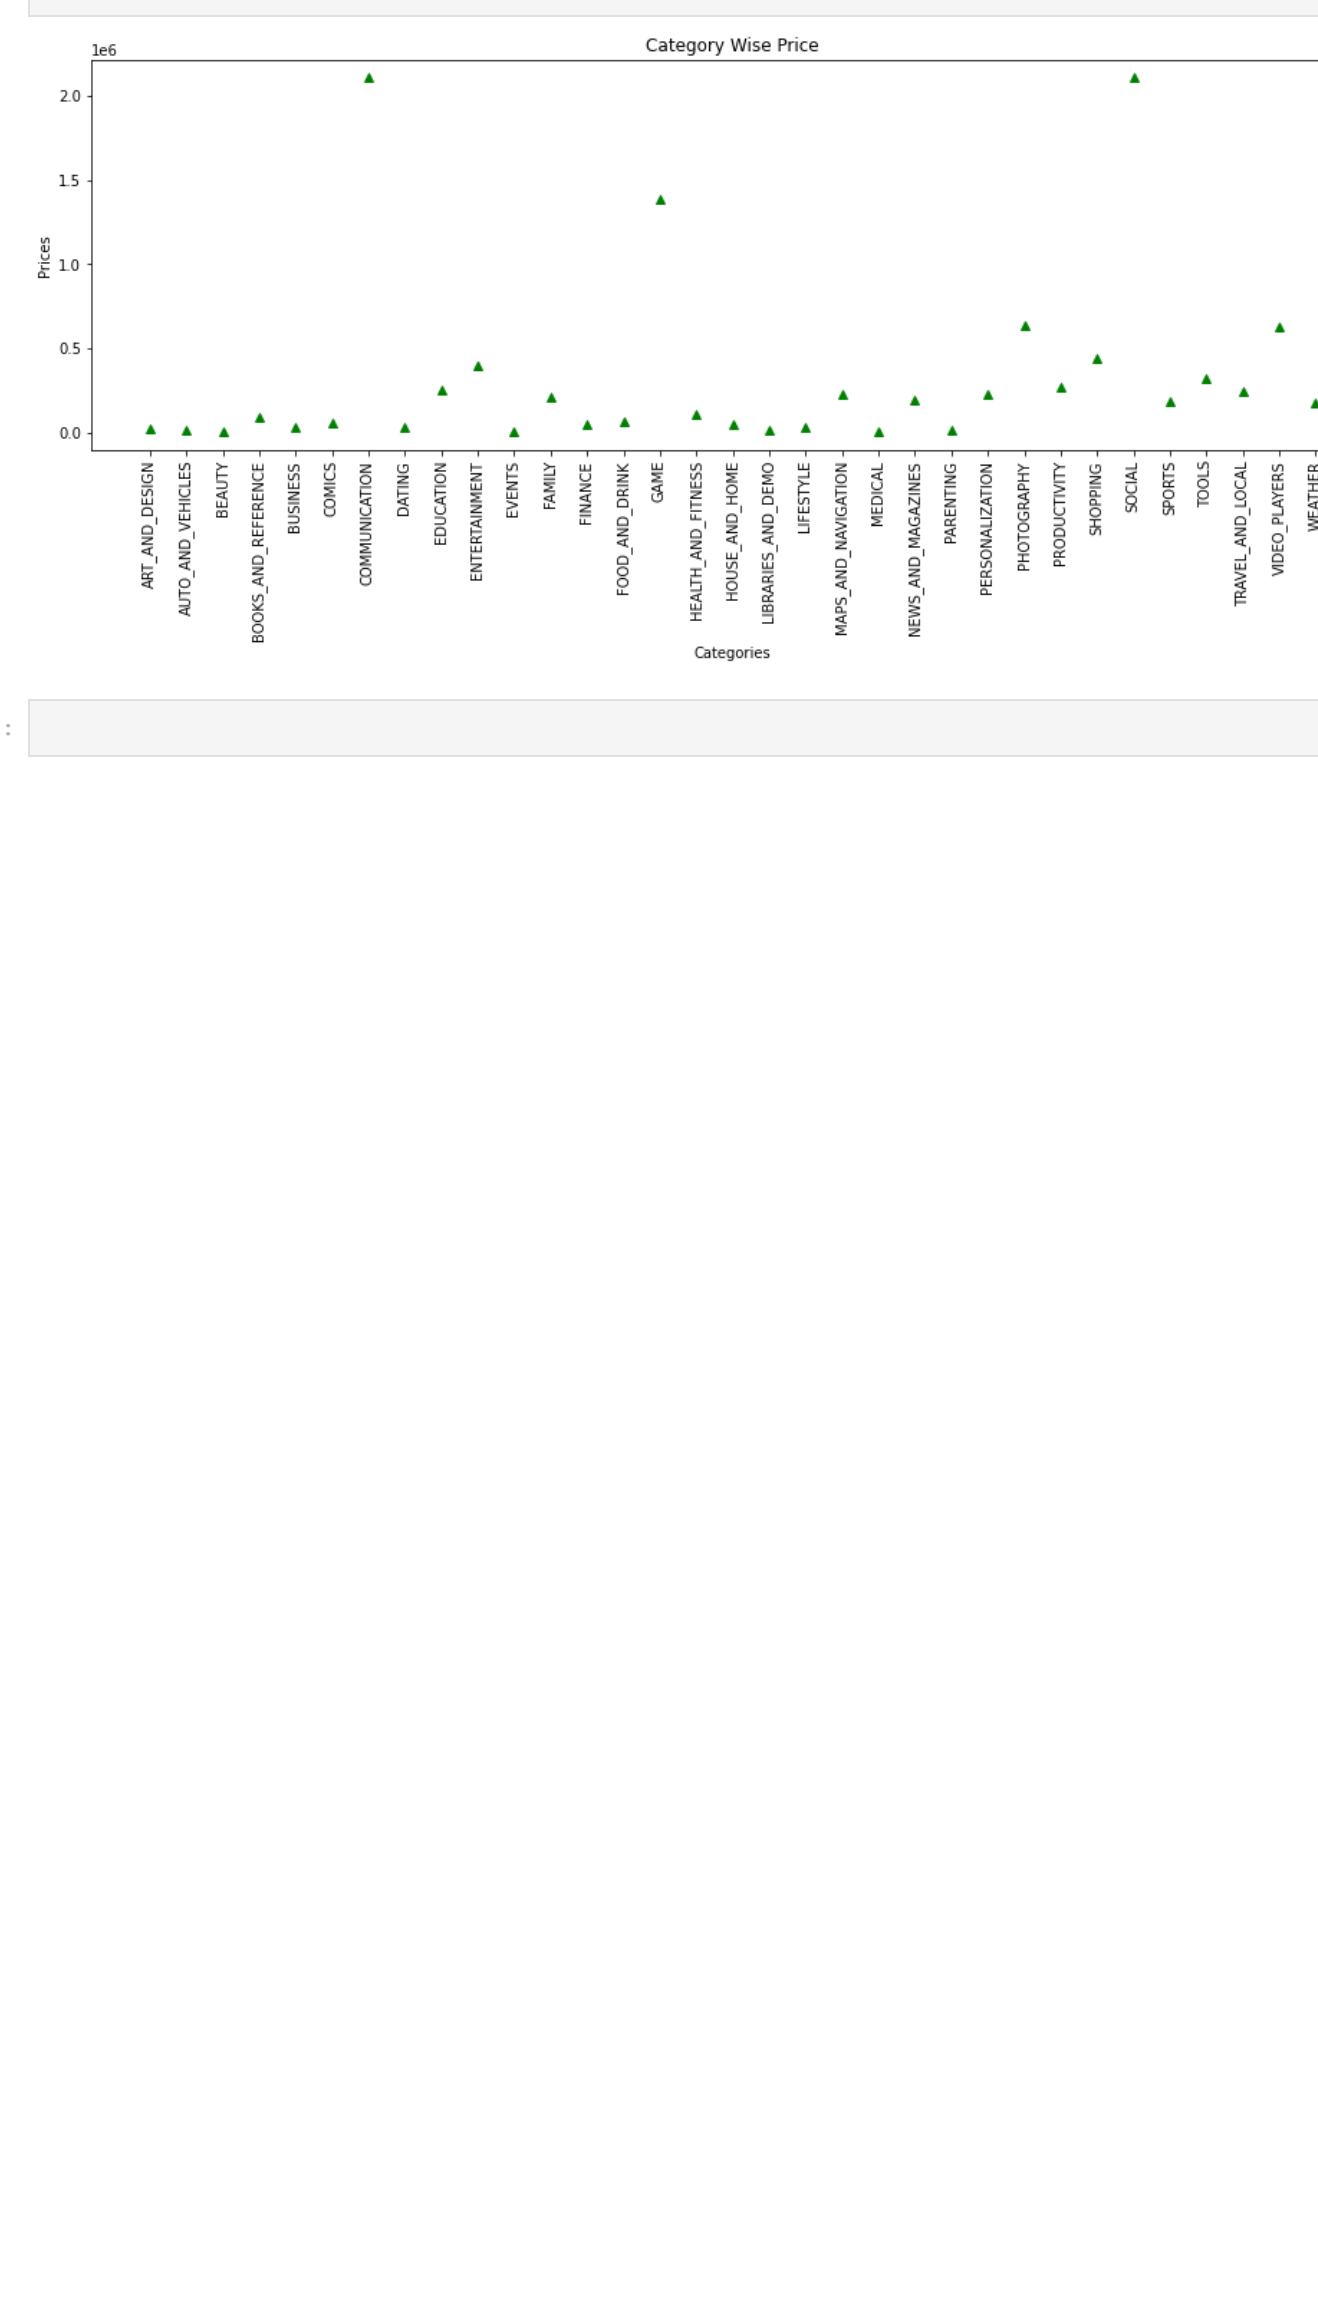 Category Wise Price
1e6
2.0
1.5
1.0
0.5
0.0
Prices
ART_AND_DESIGN
AUTO_AND_VEHICLES
BEAUTY
BOOKS_AND_REFERENCE
BUSINESS
COMICS
COMMUNICATION
DATING
EDUCATION
ENTERTAINMENT
EVENTS
FAMILY
FINANCE
FOOD_AND_DRINK
GAME
HEALTH_AND_FITNESS
HOUSE_AND_HOME
LIBRARIES_AND_DEMO
LIFESTYLE
MAPS_AND_NAVIGATION
MEDICAL
NEWS_AND_MAGAZINES
PARENTING
PERSONALIZATION
PHOTOGRAPHY
PRODUCTIVITY
SHOPPING
SOCIAL
SPORTS
TOOLS
TRAVEL_AND_LOCAL
VIDEO_PLAYERS
WEATHER
Categories
: